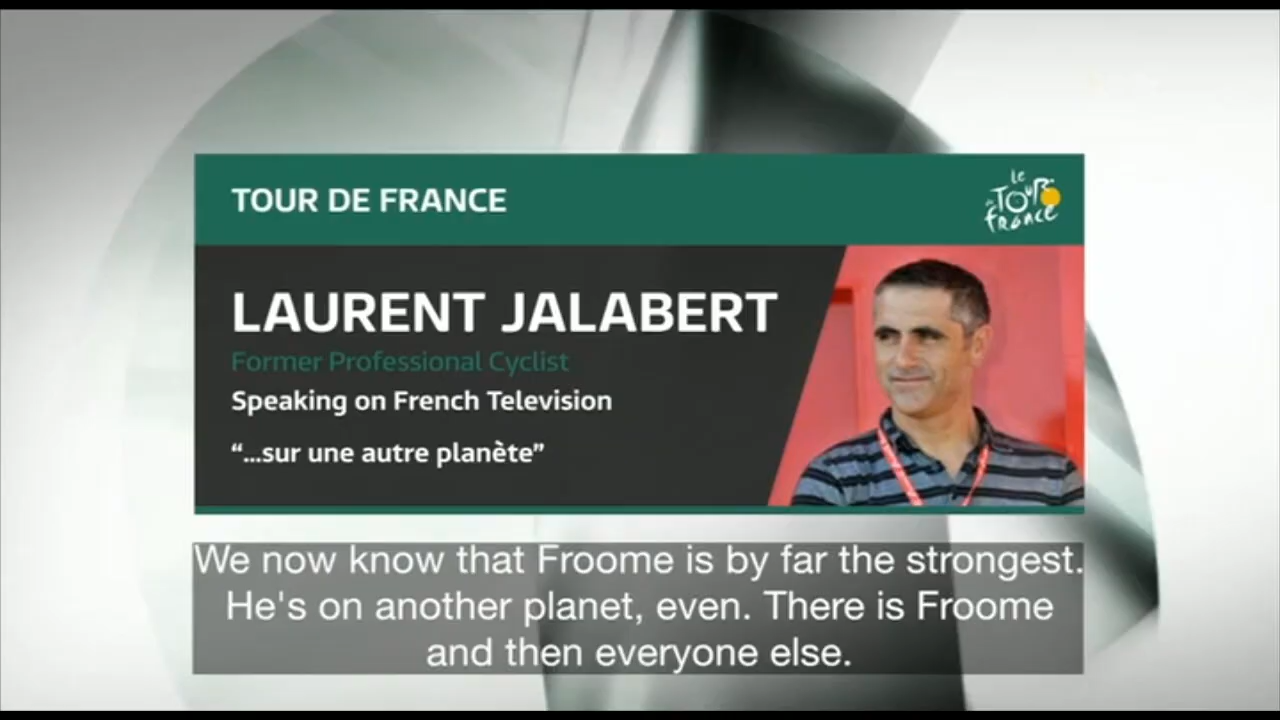 TOUR DE FRANCE
le
TOUR
de
france
LAURENT JALABERT
Former Professional Cyclist
Speaking on French Television
“...sur une autre planète”
We now know that Froome is by far the strongest.
He's on another planet, even. There is Froome
and then everyone else.